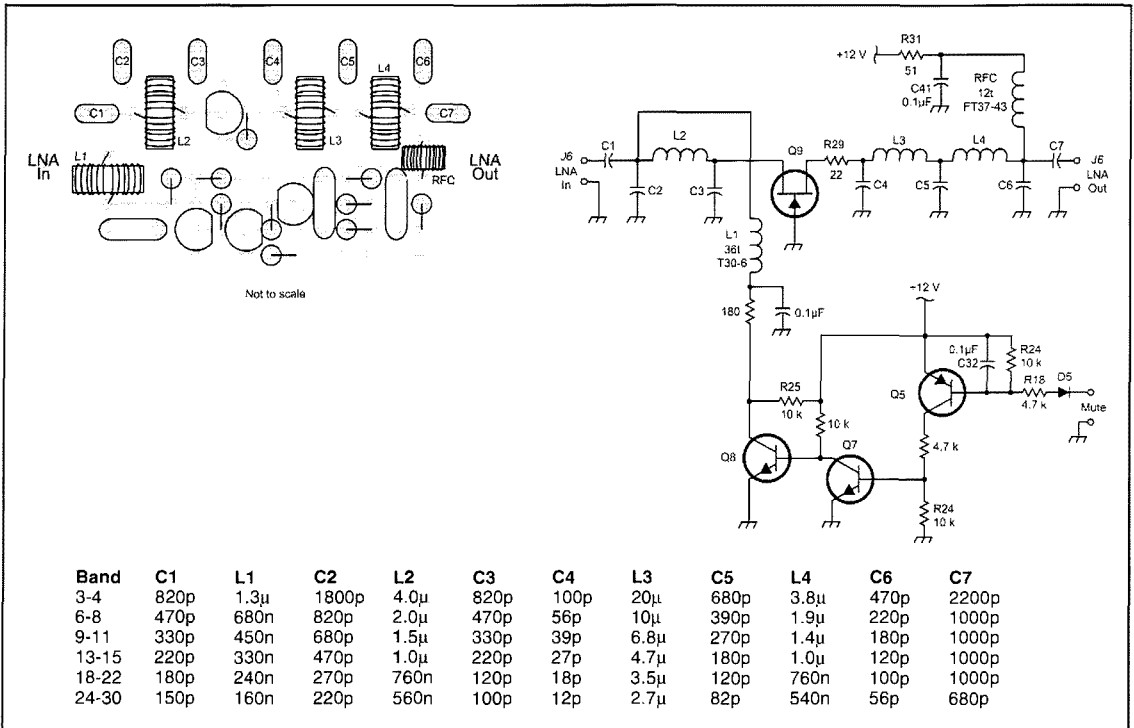 C2
C3
C4
C5
L4
C6
C1
C7
L2
L3
LNA
In
L1
RFC
LNA
Out
Not to scale
+12 V
R31
51
C41
0.1µF
RFC
12t
FT37-43
J6
LNA
In
C1
L2
C2
C3
Q9
R29
22
L3
L4
C4
C5
C6
C7
J6
LNA
Out
L1
36t
T30-6
180
0.1µF
+12 V
0.1µF
C32
R24
10 k
R18
4.7 k
D5
Mute
Q5
R25
10 k
10 k
Q8
Q7
4.7 k
R24
10 k
Band C1 L1 C2 L2 C3 C4 L3 C5 L4 C6 C7
3-4 820p 1.3µ 1800p 4.0µ 820p 100p 20µ 680p 3.8µ 470p 2200p
6-8 470p 680n 820p 2.0µ 470p 56p 10µ 390p 1.9µ 220p 1000p
9-11 330p 450n 680p 1.5µ 330p 39p 6.8µ 270p 1.4µ 180p 1000p
13-15 220p 330n 470p 1.0µ 220p 27p 4.7µ 180p 1.0µ 120p 1000p
18-22 180p 240n 270p 760n 120p 18p 3.5µ 120p 760n 100p 1000p
24-30 150p 160n 220p 560n 100p 12p 2.7µ 82p 540n 56p 680p